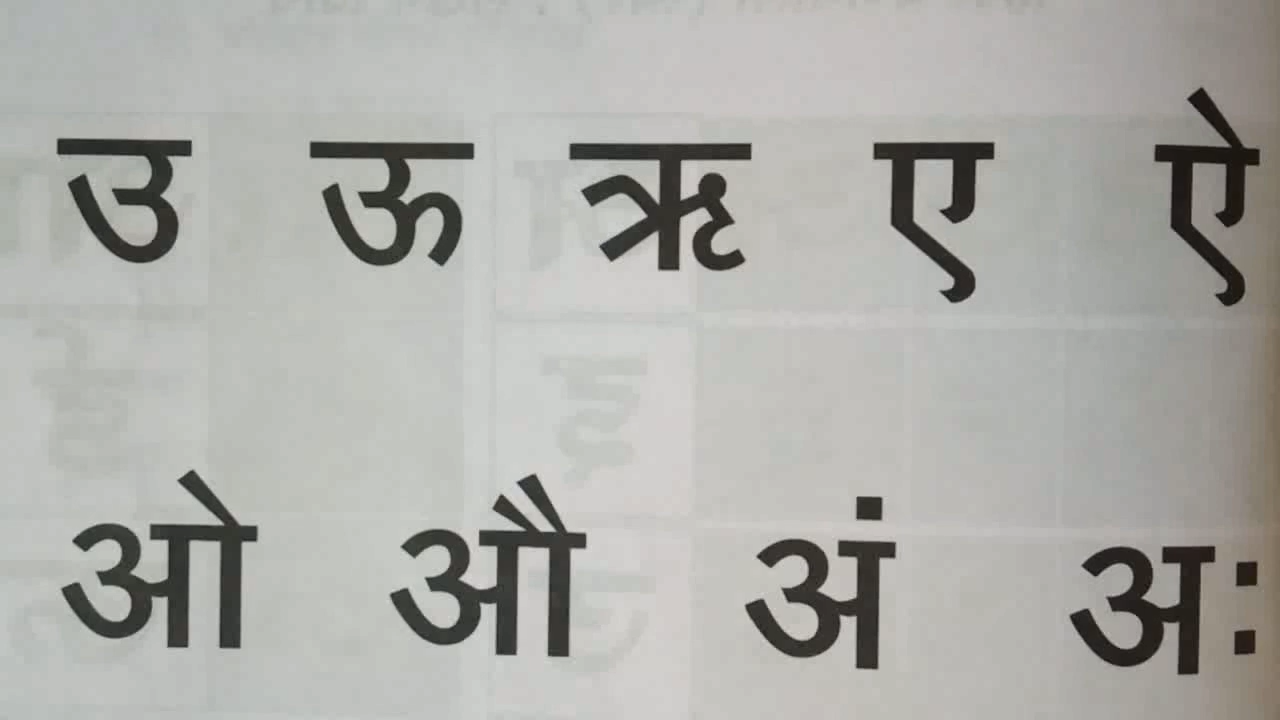 उ ऊ ऋ ए ऐ
ओ औ अं अः